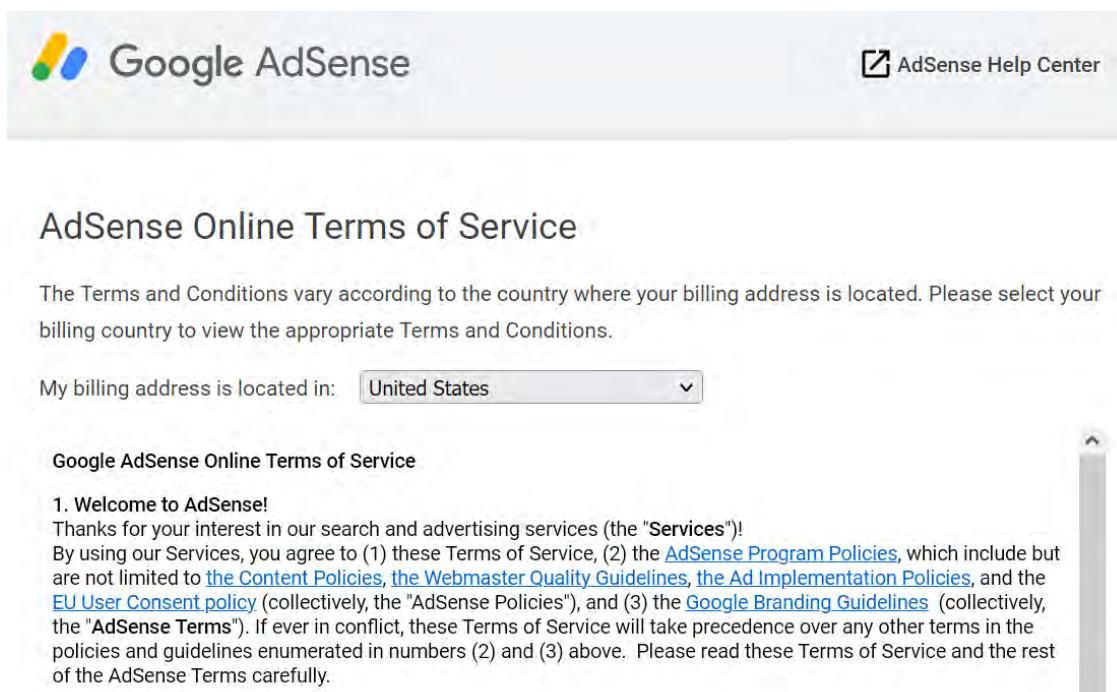 Google AdSense
AdSense Help Center
AdSense Online Terms of Service
The Terms and Conditions vary according to the country where your billing address is located. Please select your
billing country to view the appropriate Terms and Conditions.
My billing address is located in: United States
Google AdSense Online Terms of Service
1. Welcome to AdSense!
Thanks for your interest in our search and advertising services (the "Services")!
By using our Services, you agree to (1) these Terms of Service, (2) the AdSense Program Policies, which include but
are not limited to the Content Policies, the Webmaster Quality Guidelines, the Ad Implementation Policies, and the
EU User Consent policy (collectively, the "AdSense Policies"), and (3) the Google Branding Guidelines (collectively,
the "AdSense Terms"). If ever in conflict, these Terms of Service will take precedence over any other terms in the
policies and guidelines enumerated in numbers (2) and (3) above. Please read these Terms of Service and the rest
of the AdSense Terms carefully.